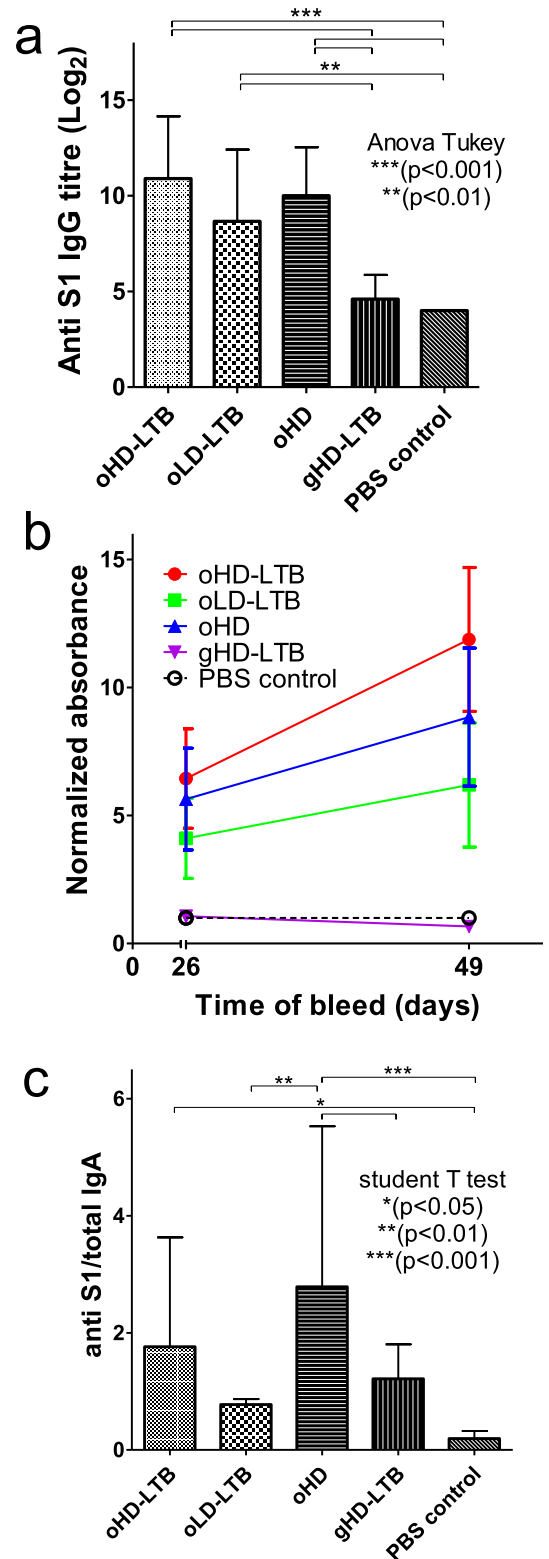 a
***
**
Anti S1 IgG titre (Log2)
15
10
5
0
Anova Tukey
***(p<0.001)
**(p<0.01)
oHD-LTB
oLD-LTB
oHD
gHD-LTB
PBS control
b
Normalized absorbance
15
10
5
0
oHD-LTB
oLD-LTB
oHD
gHD-LTB
PBS control
0 26 49
Time of bleed (days)
c
**
***
*
anti S1/total IgA
6
4
2
0
student T test
*(p<0.05)
**(p<0.01)
***(p<0.001)
oHD-LTB
oLD-LTB
oHD
gHD-LTB
PBS control